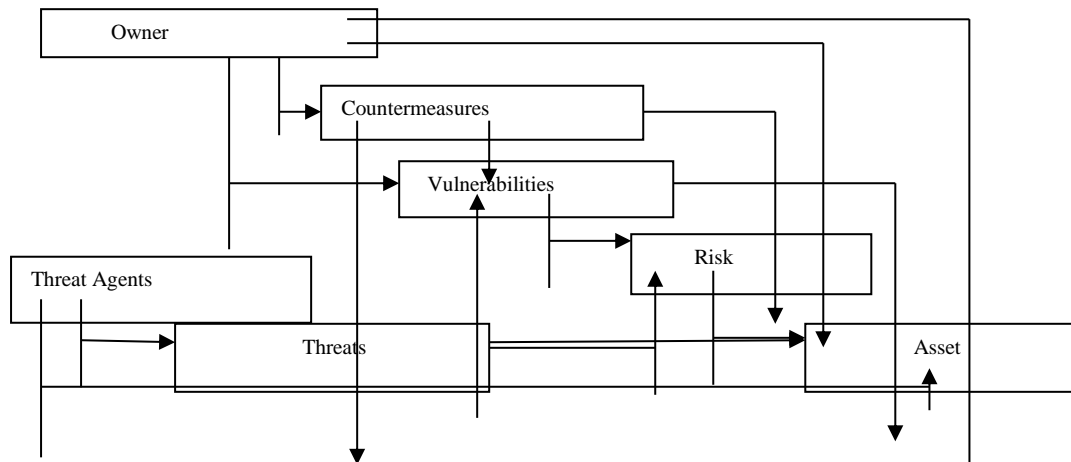 Owner
Countermeasures
Vulnerabilities
Risk
Threat Agents
Threats
Asset